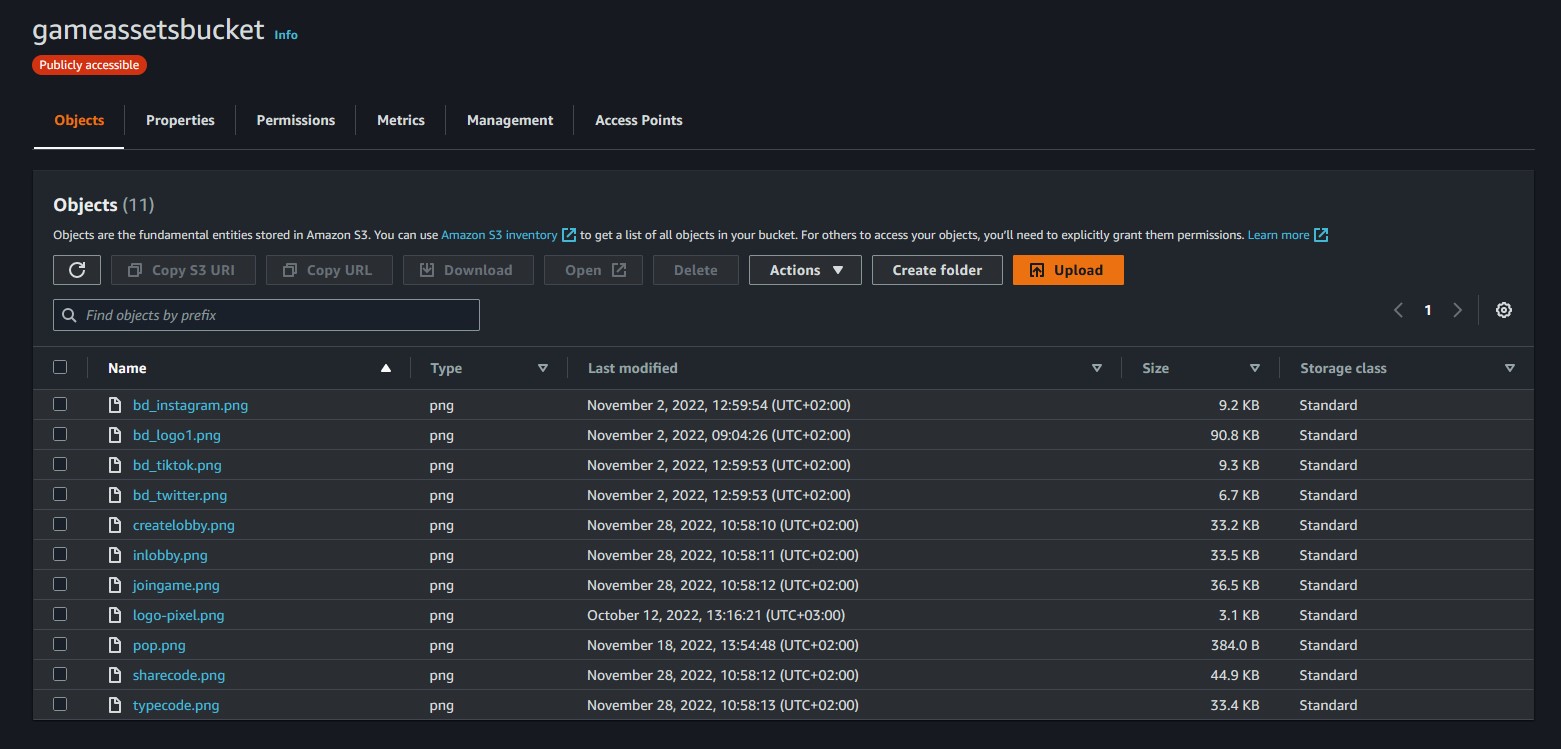 gameassetsbucket Info
Publicly accessible
Objects Properties Permissions Metrics Management Access Points
Objects (11)
Objects are the fundamental entities stored in Amazon S3. You can use Amazon S3 inventory to get a list of all objects in your bucket. For others to access your objects, you'll need to explicitly grant them permissions. Learn more
Copy S3 URI Copy URL Download Open Delete Actions Create folder Upload
Find objects by prefix 1
Name Type Last modified Size Storage class
bd_instagram.png png November 2, 2022, 12:59:54 (UTC+02:00) 9.2 KB Standard
bd_logo1.png png November 2, 2022, 09:04:26 (UTC+02:00) 90.8 KB Standard
bd_tiktok.png png November 2, 2022, 12:59:53 (UTC+02:00) 9.3 KB Standard
bd_twitter.png png November 2, 2022, 12:59:53 (UTC+02:00) 6.7 KB Standard
createlobby.png png November 28, 2022, 10:58:10 (UTC+02:00) 33.2 KB Standard
inlobby.png png November 28, 2022, 10:58:11 (UTC+02:00) 33.5 KB Standard
joingame.png png November 28, 2022, 10:58:12 (UTC+02:00) 36.5 KB Standard
logo-pixel.png png October 12, 2022, 13:16:21 (UTC+03:00) 3.1 KB Standard
pop.png png November 18, 2022, 13:54:48 (UTC+02:00) 384.0 B Standard
sharecode.png png November 28, 2022, 10:58:12 (UTC+02:00) 44.9 KB Standard
typecode.png png November 28, 2022, 10:58:13 (UTC+02:00) 33.4 KB Standard